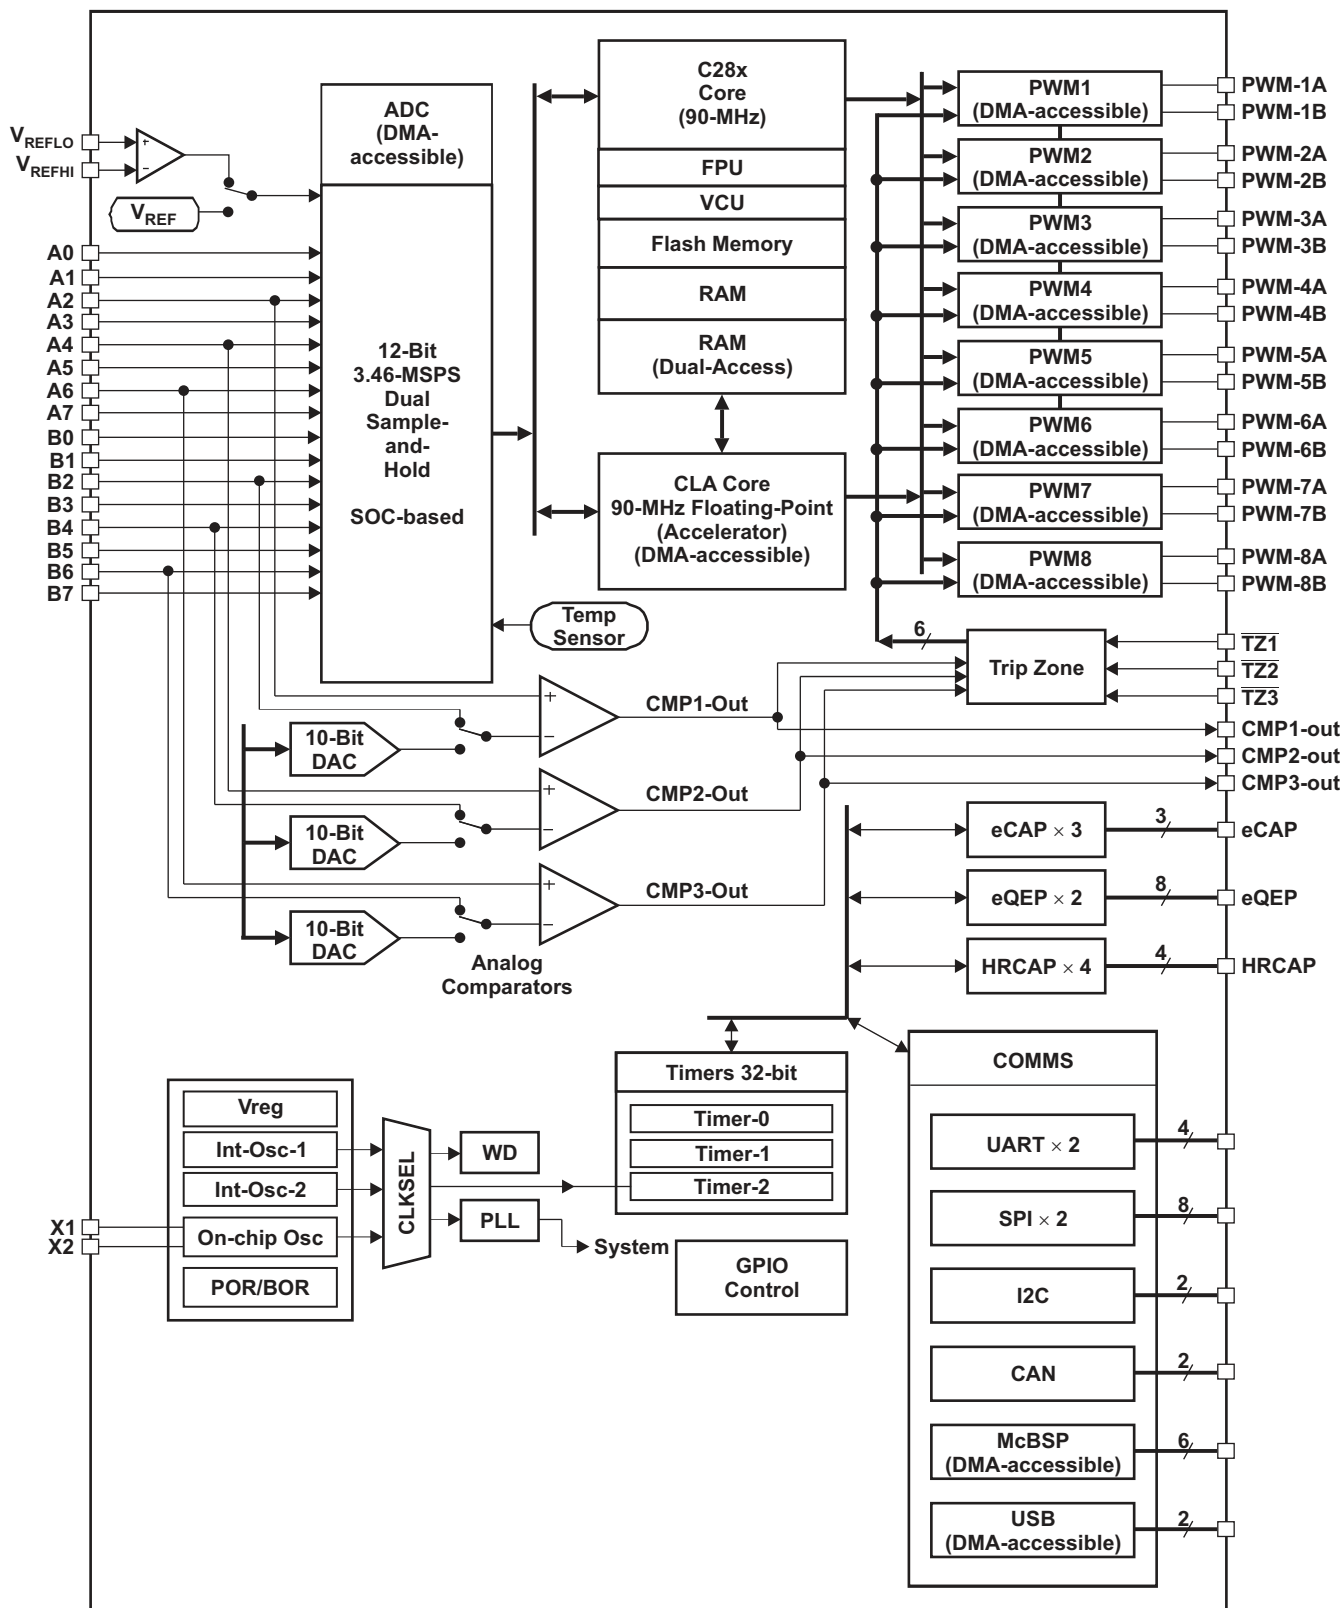 V_REFLO
V_REFHI
+
−
V_REF
A0
A1
A2
A3
A4
A5
A6
A7
B0
B1
B2
B3
B4
B5
B6
B7
X1
X2
ADC
(DMA-
accessible)
12-Bit
3.46-MSPS
Dual
Sample-
and-
Hold
SOC-based
Temp
Sensor
C28x
Core
(90-MHz)
FPU
VCU
Flash Memory
RAM
RAM
(Dual-Access)
CLA Core
90-MHz Floating-Point
(Accelerator)
(DMA-accessible)
PWM1
(DMA-accessible)
PWM2
(DMA-accessible)
PWM3
(DMA-accessible)
PWM4
(DMA-accessible)
PWM5
(DMA-accessible)
PWM6
(DMA-accessible)
PWM7
(DMA-accessible)
PWM8
(DMA-accessible)
PWM-1A
PWM-1B
PWM-2A
PWM-2B
PWM-3A
PWM-3B
PWM-4A
PWM-4B
PWM-5A
PWM-5B
PWM-6A
PWM-6B
PWM-7A
PWM-7B
PWM-8A
PWM-8B
6
Trip Zone
TZ1
TZ2
TZ3
CMP1-out
CMP2-out
CMP3-out
10-Bit
DAC
+
−
CMP1-Out
10-Bit
DAC
+
−
CMP2-Out
10-Bit
DAC
+
−
CMP3-Out
Analog
Comparators
eCAP × 3
3
eCAP
eQEP × 2
8
eQEP
HRCAP × 4
4
HRCAP
Timers 32-bit
Timer-0
Timer-1
Timer-2
Vreg
Int-Osc-1
Int-Osc-2
On-chip Osc
POR/BOR
CLKSEL
WD
PLL
System
GPIO
Control
COMMS
UART × 2
4
SPI × 2
8
I2C
2
CAN
2
McBSP
(DMA-accessible)
6
USB
(DMA-accessible)
2